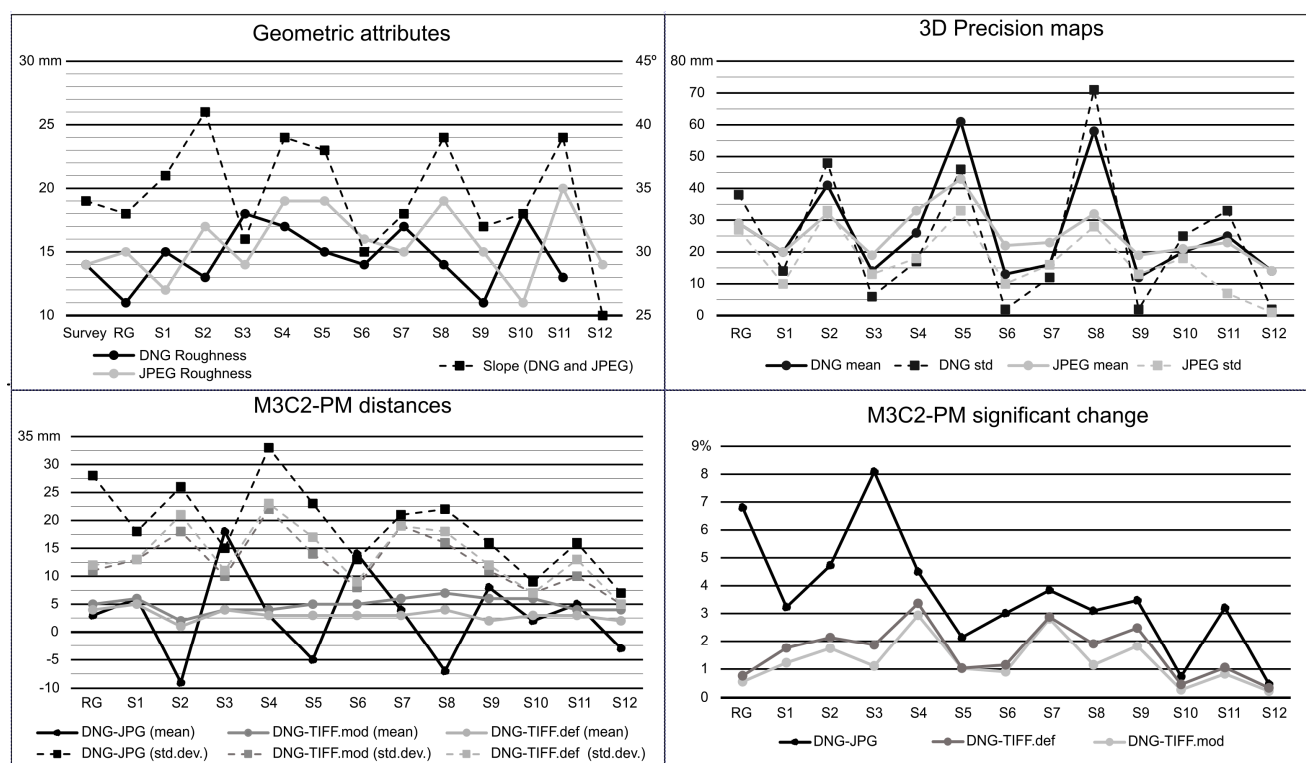 Geometric attributes
30 mm
45º
25
40
20
35
15
30
10
25
Survey RG S1 S2 S3 S4 S5 S6 S7 S8 S9 S10 S11 S12
DNG Roughness
JPEG Roughness
Slope (DNG and JPEG)
3D Precision maps
80 mm
70
60
50
40
30
20
10
0
RG S1 S2 S3 S4 S5 S6 S7 S8 S9 S10 S11 S12
DNG mean DNG std JPEG mean JPEG std
M3C2-PM distances
35 mm
30
25
20
15
10
5
0
-5
-10
RG S1 S2 S3 S4 S5 S6 S7 S8 S9 S10 S11 S12
DNG-JPG (mean) DNG-TIFF.mod (mean) DNG-TIFF.def (mean)
DNG-JPG (std.dev.) DNG-TIFF.mod (std.dev.) DNG-TIFF.def (std.dev.)
M3C2-PM significant change
9%
8
7
6
5
4
3
2
1
0
RG S1 S2 S3 S4 S5 S6 S7 S8 S9 S10 S11 S12
DNG-JPG DNG-TIFF.def DNG-TIFF.mod